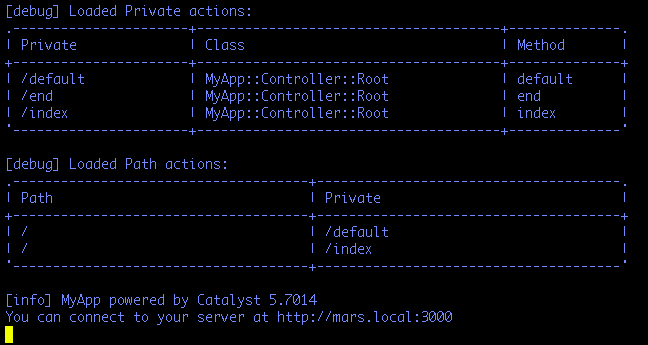 [debug] Loaded Private actions:
.----------------------+--------------------------------------+--------------.
| Private              | Class                                | Method       |
+----------------------+--------------------------------------+--------------+
| /default             | MyApp::Controller::Root              | default      |
| /end                 | MyApp::Controller::Root              | end          |
| /index               | MyApp::Controller::Root              | index        |
'----------------------+--------------------------------------+--------------'
[debug] Loaded Path actions:
.-------------------------------------+--------------------------------------.
| Path                                | Private                              |
+-------------------------------------+--------------------------------------+
| /                                   | /default                             |
| /                                   | /index                               |
'-------------------------------------+--------------------------------------'
[info] MyApp powered by Catalyst 5.7014
You can connect to your server at http://mars.local:3000